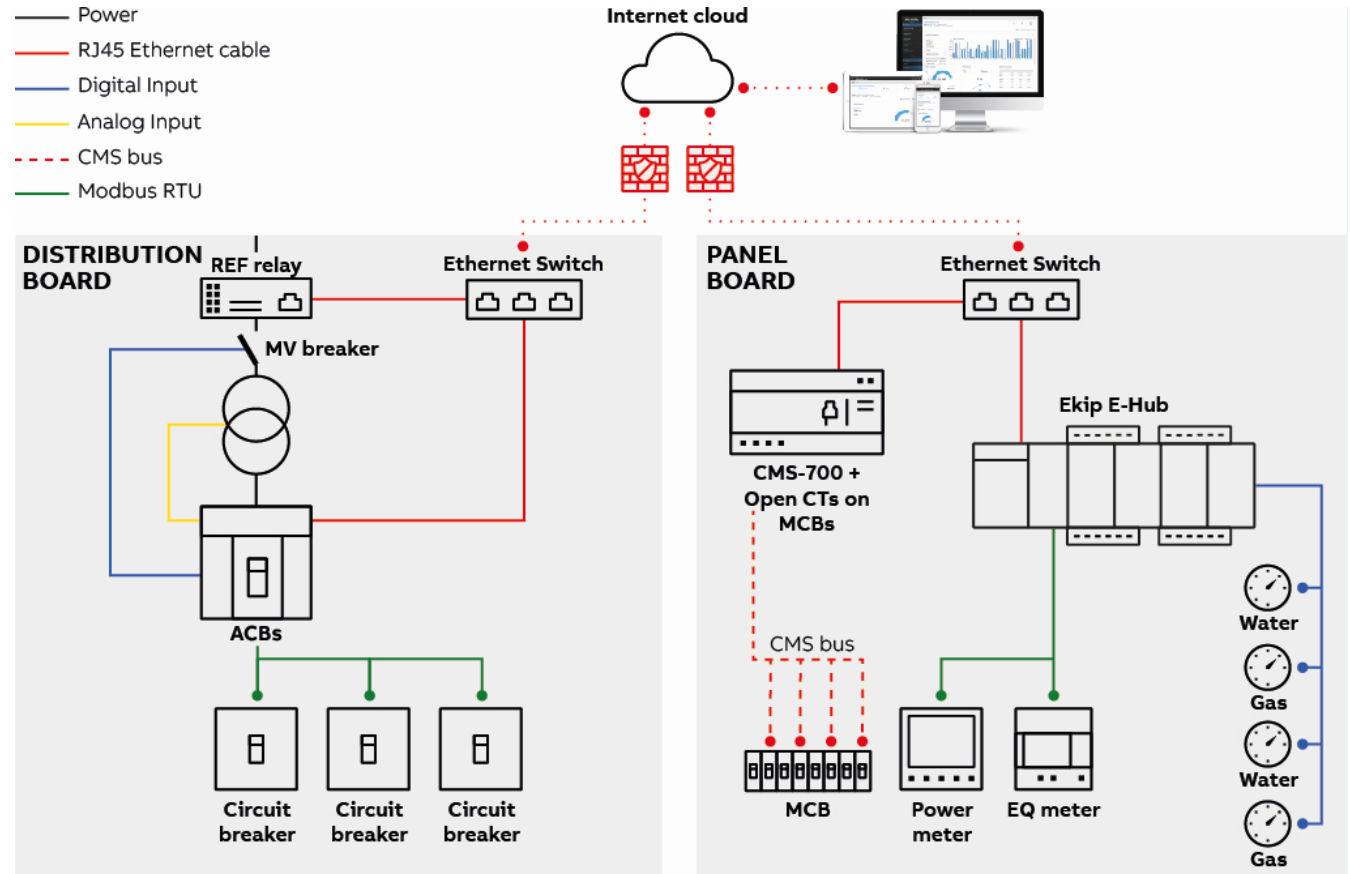 Power
RJ45 Ethernet cable
Digital Input
Analog Input
CMS bus
Modbus RTU
Internet cloud
DISTRIBUTION
BOARD
REF relay
Ethernet Switch
MV breaker
ACBs
Circuit
breaker
Circuit
breaker
Circuit
breaker
PANEL
BOARD
Ethernet Switch
Ekip E-Hub
CMS-700 +
Open CTs on
MCBs
CMS bus
MCB
Power
meter
EQ meter
Water
Gas
Water
Gas